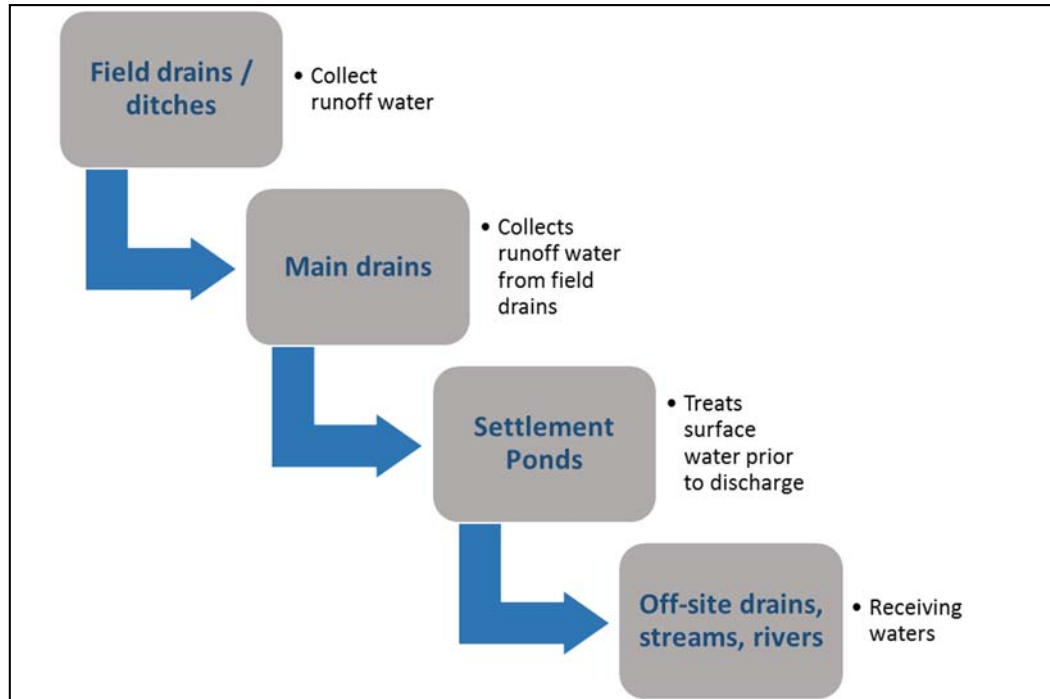 Field drains /
ditches
• Collect
runoff water
Main drains
• Collects
runoff water
from field
drains
Settlement
Ponds
• Treats
surface
water prior
to discharge
Off-site drains,
streams, rivers
• Receiving
waters